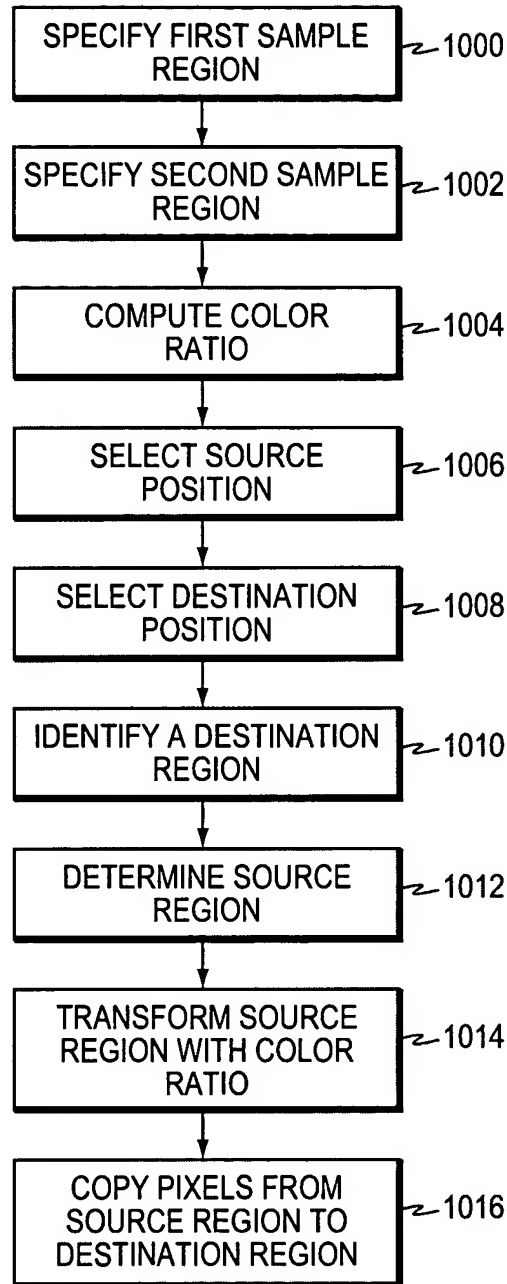 SPECIFY FIRST SAMPLE
REGION
1000
SPECIFY SECOND SAMPLE
REGION
1002
COMPUTE COLOR
RATIO
1004
SELECT SOURCE
POSITION
1006
SELECT DESTINATION
POSITION
1008
IDENTIFY A DESTINATION
REGION
1010
DETERMINE SOURCE
REGION
1012
TRANSFORM SOURCE
REGION WITH COLOR
RATIO
1014
COPY PIXELS FROM
SOURCE REGION TO
DESTINATION REGION
1016